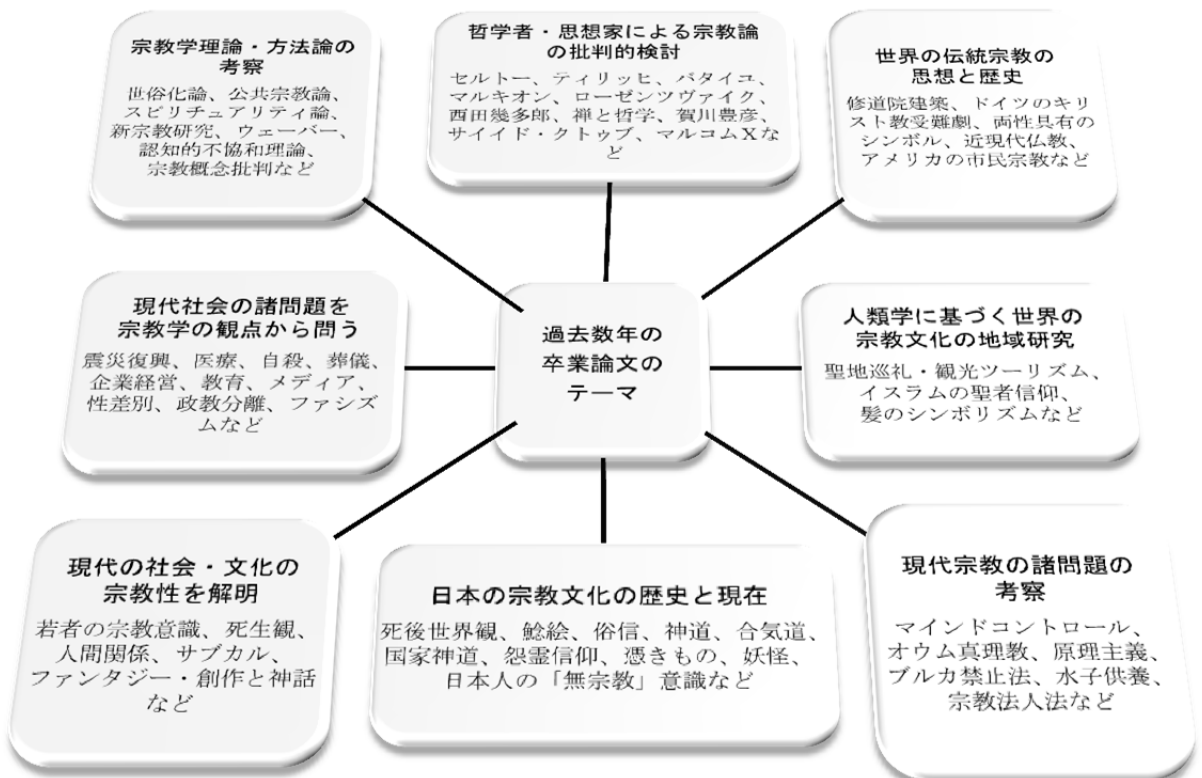 宗教学理論・方法論の
考察
世俗化論、公共宗教論、
スピリチュアリティ論、
新宗教研究、ウェーバー、
認知的不協和理論、
宗教概念批判など
哲学者・思想家による宗教論
の批判的検討
セルトー、ティリッヒ、バタイユ、
マルキオン、ローゼンツヴァイク、
西田幾多郎、禅と哲学、賀川豊彦、
サイイド・クトゥブ、マルコムXな
ど
世界の伝統宗教の
思想と歴史
修道院建築、ドイツのキリ
スト教受難劇、両性具有の
シンボル、近現代仏教、
アメリカの市民宗教など
現代社会の諸問題を
宗教学の観点から問う
震災復興、医療、自殺、葬儀、
企業経営、教育、メディア、
性差別、政教分離、ファシズ
ムなど
過去数年の
卒業論文の
テーマ
人類学に基づく世界の
宗教文化の地域研究
聖地巡礼・観光ツーリズム、
イスラムの聖者信仰、
髪のシンボリズムなど
現代の社会・文化の
宗教性を解明
若者の宗教意識、死生観、
人間関係、サブカル、
ファンタジー・創作と神話
など
日本の宗教文化の歴史と現在
死後世界観、鯰絵、俗信、神道、合気道、
国家神道、怨霊信仰、憑きもの、妖怪、
日本人の「無宗教」意識など
現代宗教の諸問題の
考察
マインドコントロール、
オウム真理教、原理主義、
ブルカ禁止法、水子供養、
宗教法人法など